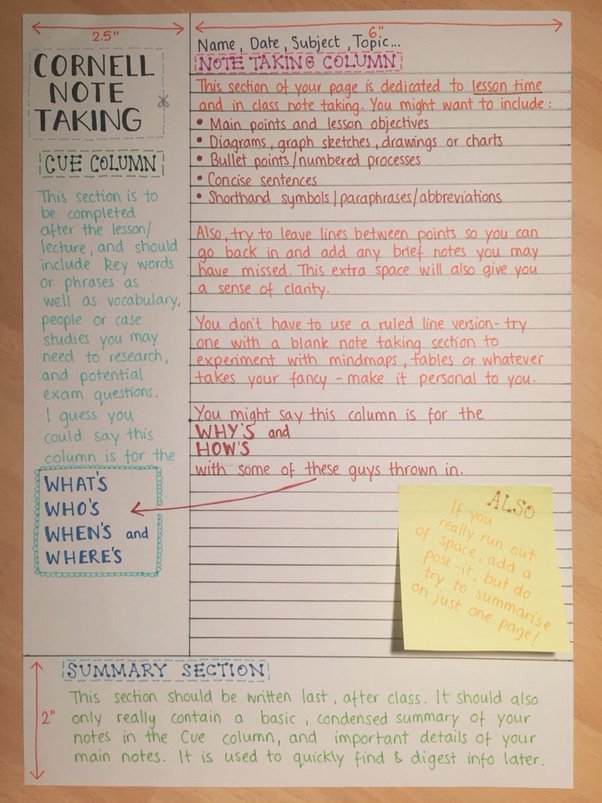 2.5"
6"
CORNELL
NOTE
TAKING
CUE COLUMN
This section is to
be completed
after the lesson/
lecture, and should
include key words
or phrases as
well as vocabulary,
people or case
studies you may
need to research,
and potential
exam questions.
I guess you
could say this
column is for the
WHAT'S
WHO'S
WHEN'S and
WHERE'S
Name, Date, Subject, Topic...
NOTE TAKING COLUMN
This section of your page is dedicated to lesson time
and in class note taking. You might want to include:
• Main points and lesson objectives
• Diagrams, graph sketches, drawings or charts
• Bullet points/numbered processes
• Concise sentences
• Shorthand symbols/paraphrases/abbreviations
Also, try to leave lines between points so you can
go back in and add any brief notes you may
have missed. This extra space will also give you
a sense of clarity.
You don't have to use a ruled line version- try
one with a blank note taking section to
experiment with mindmaps, tables or whatever
takes your fancy - make it personal to you.
You might say this column is for the
WHY'S and
HOW'S
with some of these guys thrown in.
ALSO
If you
really run out
of space, add a
post-it, but do
try to summarise
on just one page!
2"
SUMMARY SECTION
This section should be written last, after class. It should also
only really contain a basic, condensed summary of your
notes in the Cue column, and important details of your
main notes. It is used to quickly find & digest info later.